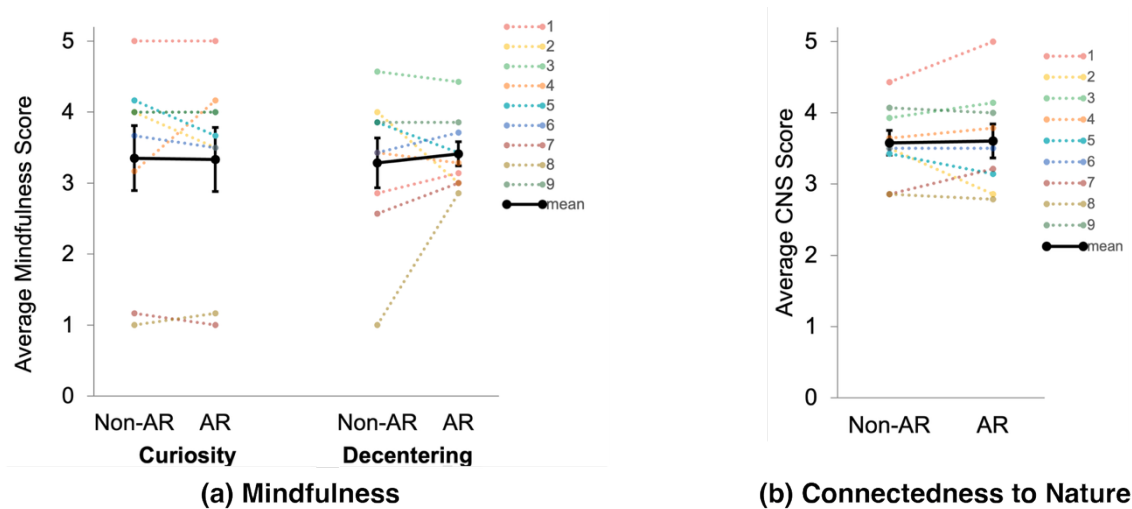 Average Mindfulness Score
5
4
3
2
1
0
Non-AR AR
Curiosity
Non-AR AR
Decentering
1
2
3
4
5
6
7
8
9
mean
(a) Mindfulness
Average CNS Score
5
4
3
2
1
0
Non-AR AR
1
2
3
4
5
6
7
8
9
mean
(b) Connectedness to Nature